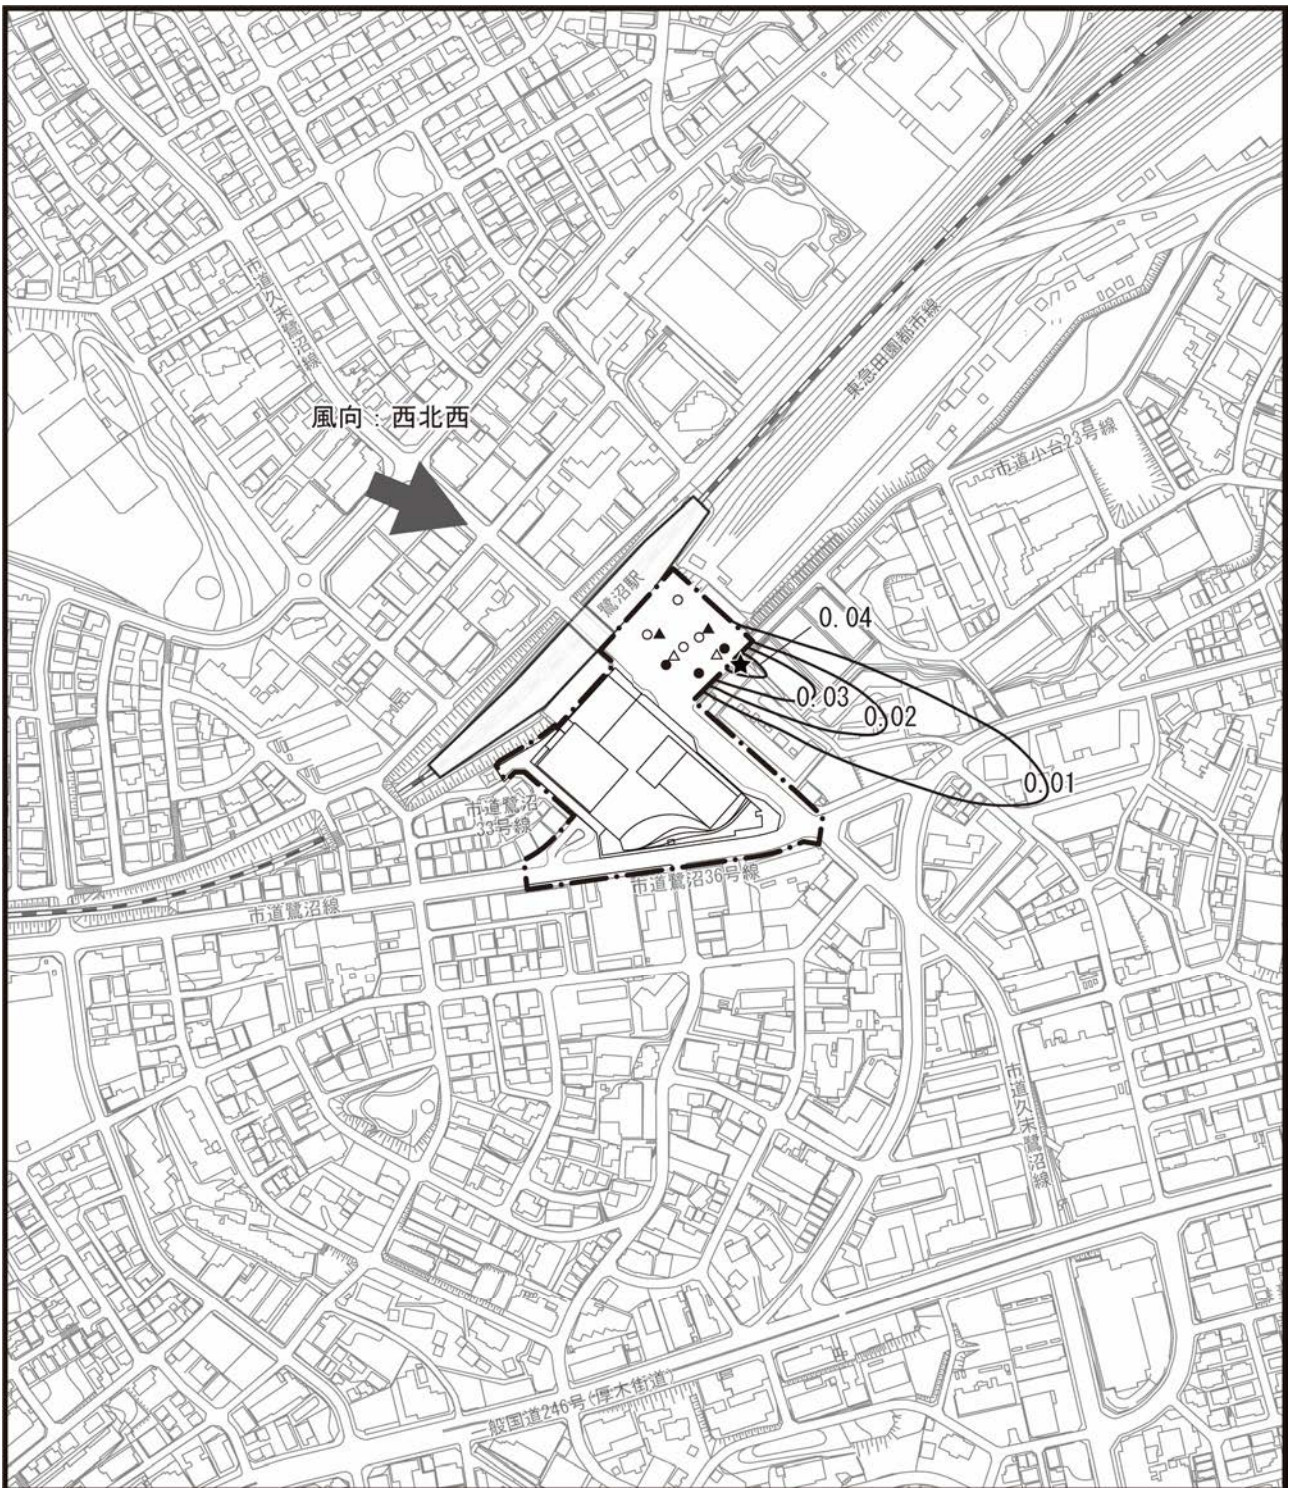 市道久末鷺沼線
東急田園都市線
風向：西北西
市道小台23号線
鷺沼駅
0.04
0.03
0.02
0.01
市道鷺沼
33号線
市道鷺沼36号線
市道鷺沼線
市道久末鷺沼線
一般国道246号(厚木街道)